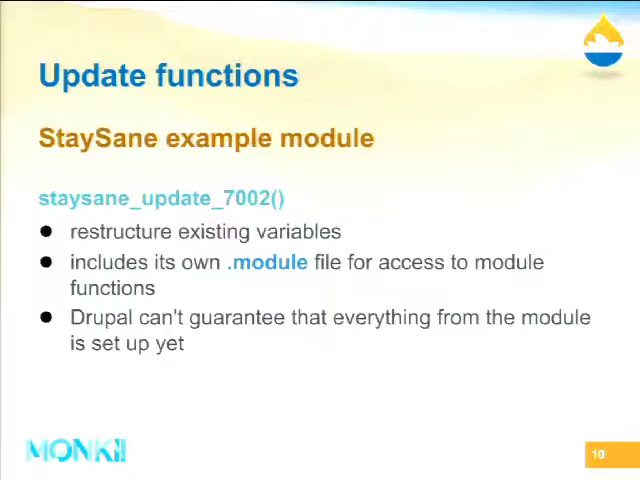 Update functions
StaySane example module
staysane_update_7002()
restructure existing variables
includes its own .module file for access to module
functions
Drupal can't guarantee that everything from the module
is set up yet
MONKii
10